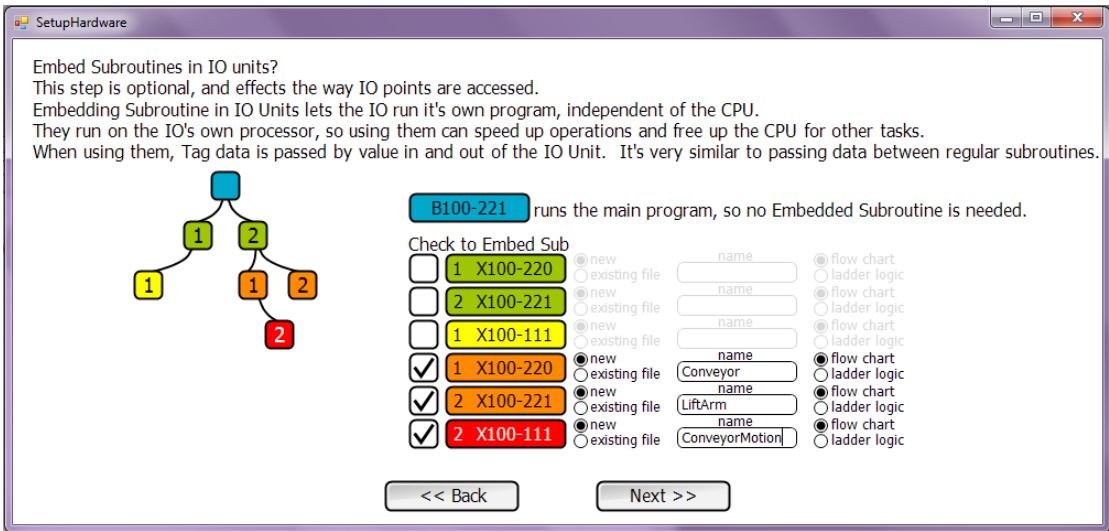 SetupHardware
Embed Subroutines in IO units?
This step is optional, and effects the way IO points are accessed.
Embedding Subroutine in IO Units lets the IO run it's own program, independent of the CPU.
They run on the IO's own processor, so using them can speed up operations and free up the CPU for other tasks.
When using them, Tag data is passed by value in and out of the IO Unit. It's very similar to passing data between regular subroutines.
1 2
1 1 2
2
B100-221 runs the main program, so no Embedded Subroutine is needed.
Check to Embed Sub
1 X100-220 new existing file name flow chart ladder logic
2 X100-221 new existing file name flow chart ladder logic
1 X100-111 new existing file name flow chart ladder logic
1 X100-220 new existing file name Conveyor flow chart ladder logic
2 X100-221 new existing file name LiftArm flow chart ladder logic
2 X100-111 new existing file name ConveyorMotion flow chart ladder logic
<< Back Next >>